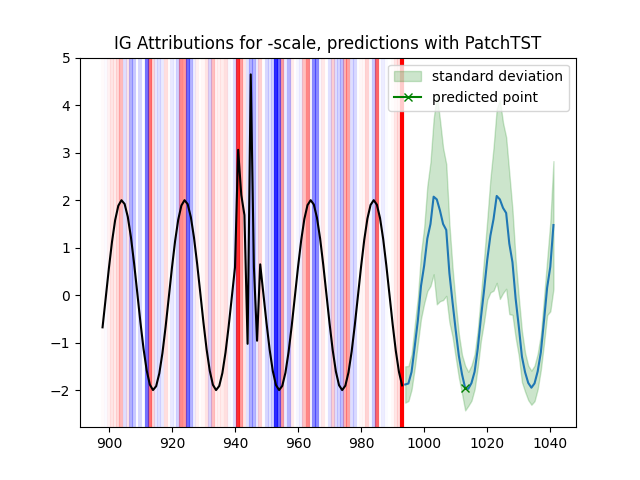 IG Attributions for -scale, predictions with PatchTST
standard deviation
predicted point
5
4
3
2
1
0
−1
−2
900 920 940 960 980 1000 1020 1040